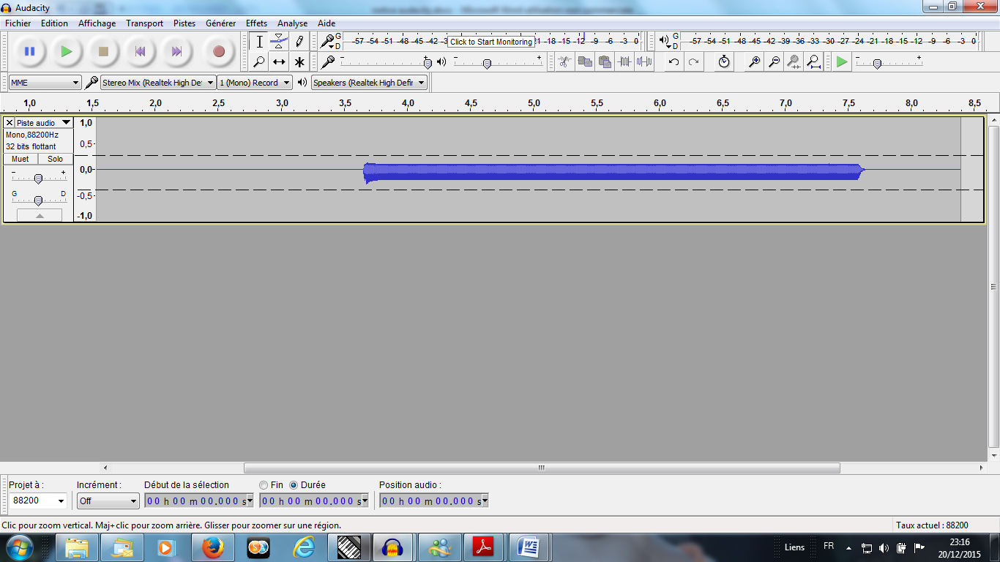 Audacity
Fichier Edition Affichage Transport Pistes Générer Effets Analyse Aide
G D -57 -54 -51 -48 -45 -42 -3 Click to Start Monitoring 21 -18 -15 -12 -9 -6 -3 0
G D -57 -54 -51 -48 -45 -42 -39 -36 -33 -30 -27 -24 -21 -18 -15 -12 -9 -6 -3 0
- + - + - +
MME Stereo Mix (Realtek High De 1 (Mono) Record Speakers (Realtek High Defir
1,0 1,5 2,0 2,5 3,0 3,5 4,0 4,5 5,0 5,5 6,0 6,5 7,0 7,5 8,0 8,5
X Piste audio 1,0
Mono,88200Hz
32 bits flottant 0,5-
Muet Solo
- + 0,0-
G D -0,5-
-1,0
Projet à : Incrément : Début de la sélection Fin Durée Position audio :
88200 Off 00 h 00 m 00.000 s 00 h 00 m 00.000 s 00 h 00 m 00.000 s
Clic pour zoom vertical. Maj+clic pour zoom arrière. Glisser pour zoomer sur une région. Taux actuel : 88200
Liens FR 23:16
20/12/2015